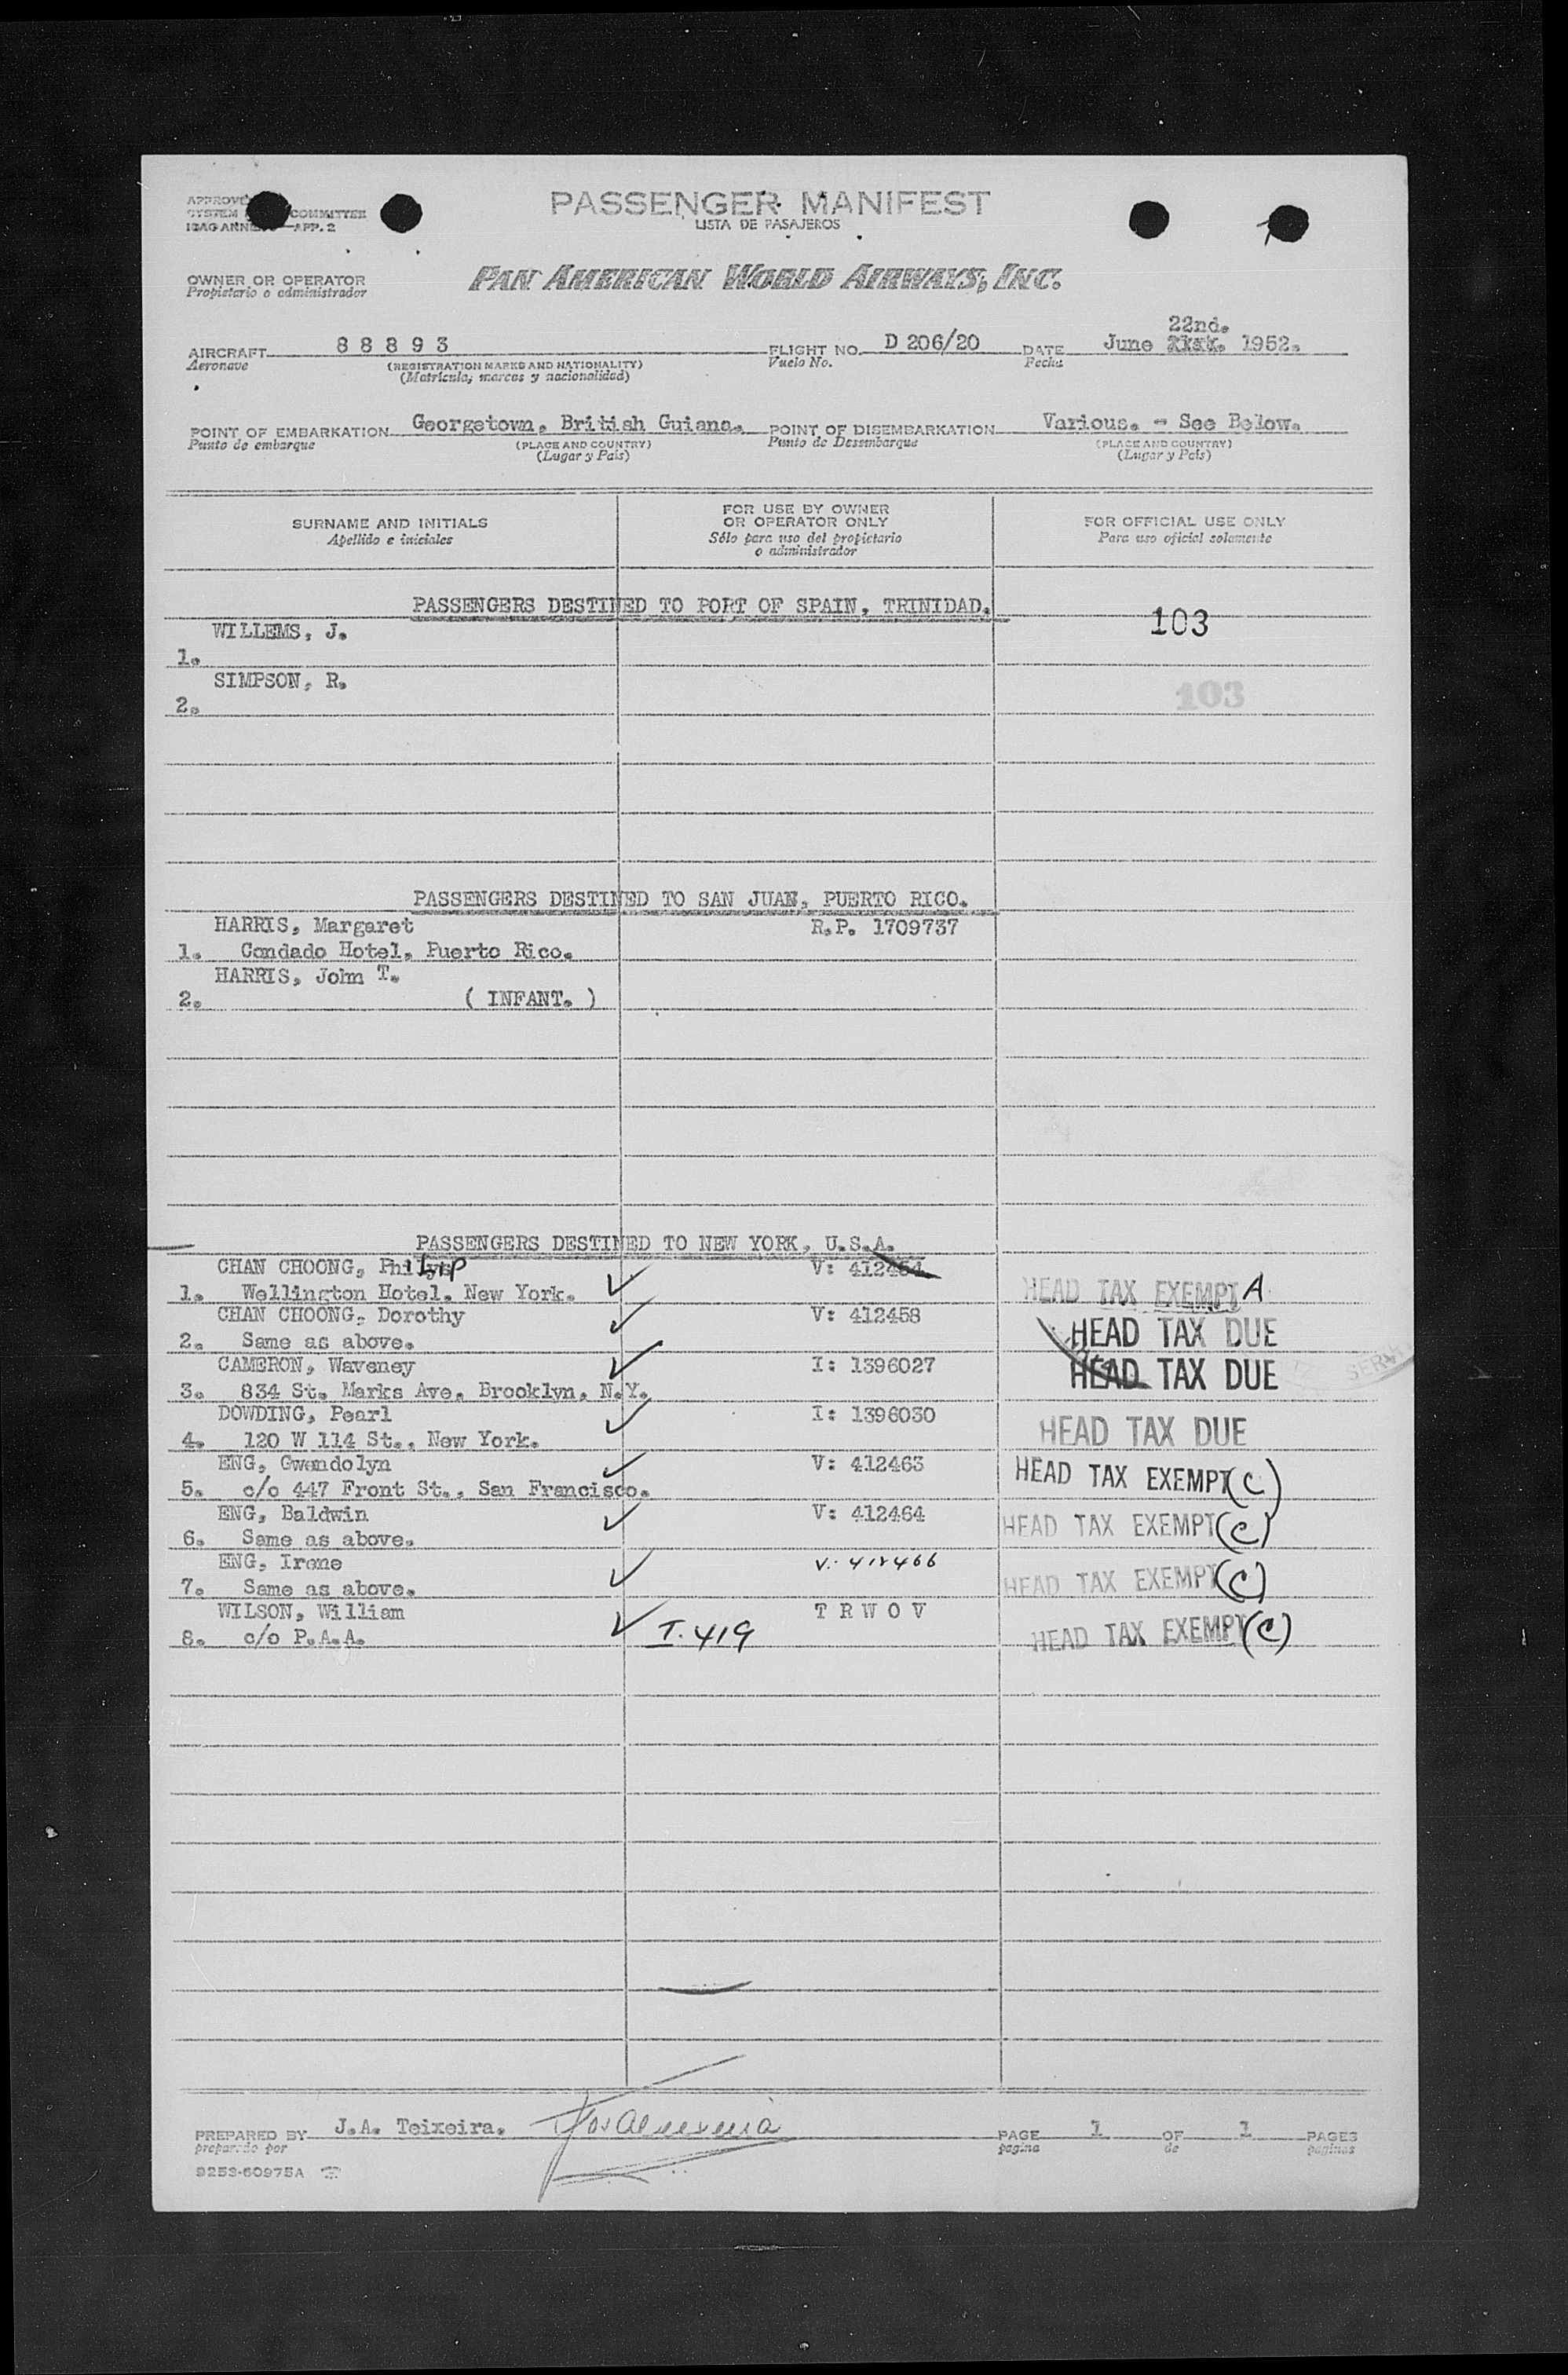 PASSENGER MANIFEST
LISTA DE PASAJEROS
APPROVE
SYSTEM COMMITTEE
APP. 2
OWNER OR OPERATOR
Propietario o administrador
PAN AMERICAN WORLD AIRWAYS, INC.
22nd.
AIRCRAFT 88893 FLIGHT NO. D 206/20 DATE June 1952.
Aeronave (REGISTRATION MARKS AND NATIONALITY) Vuelo No. Fecha
(Matrícula, marcas y nacionalidad)
POINT OF EMBARKATION Georgetown, British Guiana. POINT OF DISEMBARKATION Various. - See Below.
Punto de embarque (PLACE AND COUNTRY) Punto de Desembarque (PLACE AND COUNTRY)
(Lugar y País) (Lugar y País)
SURNAME AND INITIALS
Apellido e iniciales
FOR USE BY OWNER
OR OPERATOR ONLY
Sólo para uso del propietario
o administrador
FOR OFFICIAL USE ONLY
Para uso oficial solamente
PASSENGERS DESTINED TO PORT OF SPAIN, TRINIDAD.
WILLEMS, J. 103
1.
SIMPSON, R. 103
2.
PASSENGERS DESTINED TO SAN JUAN, PUERTO RICO.
HARRIS, Margaret R.P. 1709737
1. Condado Hotel, Puerto Rico.
HARRIS, John T.
2. ( INFANT. )
PASSENGERS DESTINED TO NEW YORK, U.S.A.
CHAN CHOONG, Philip V: 412454
1. Wellington Hotel. New York. HEAD TAX EXEMPT A
CHAN CHOONG, Dorothy V: 412458
2. Same as above. HEAD TAX DUE
CAMERON, Waveney I: 1396027
3. 834 St. Marks Ave. Brooklyn, N.Y. HEAD TAX DUE
DOWDING, Pearl I: 1396030
4. 120 W 114 St., New York. HEAD TAX DUE
ENG, Gwendolyn V: 412463
5. c/o 447 Front St., San Francisco. HEAD TAX EXEMPT (C)
ENG, Baldwin V: 412464
6. Same as above. HEAD TAX EXEMPT (C)
ENG, Irene V: 412466
7. Same as above. HEAD TAX EXEMPT (C)
WILSON, William T R W O V
8. c/o P.A.A. I. 419 HEAD TAX EXEMPT (C)
PREPARED BY J.A. Teixeira. PAGE 1 OF 1 PAGES
preparado por pagina de paginas
9253-60975A